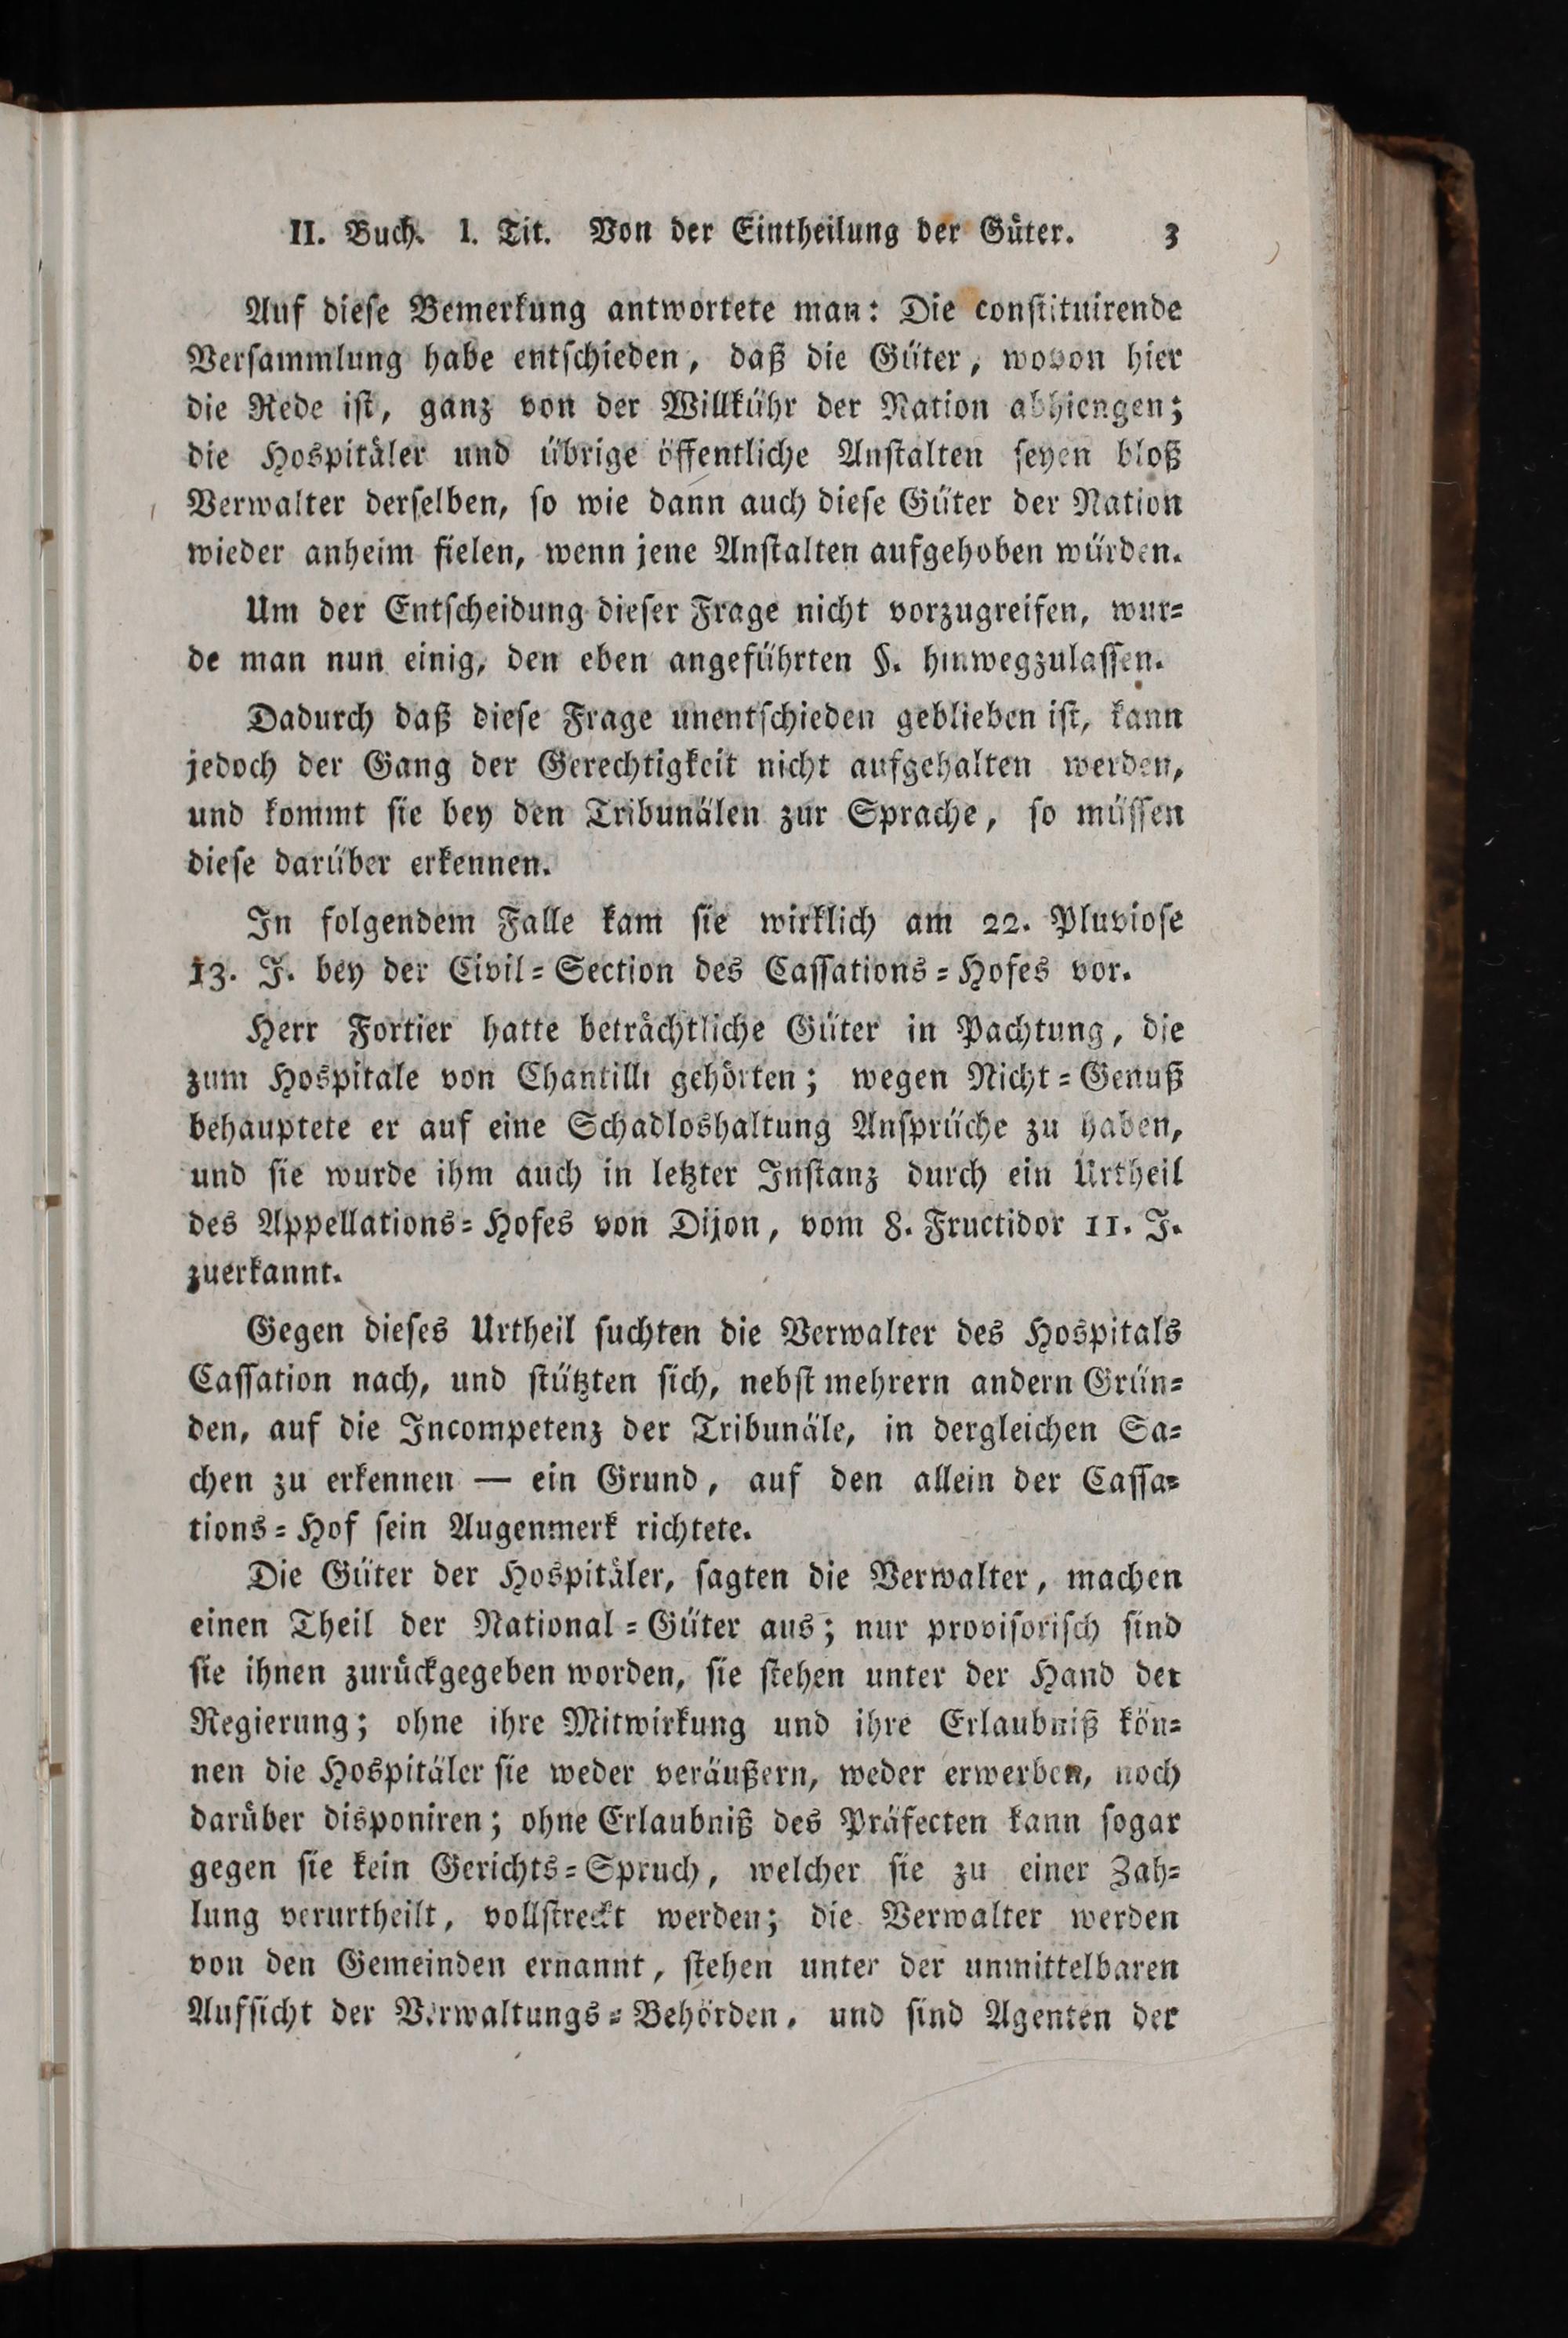 II. Buch. I. Tit. Von der Eintheilung der Güter. 3
Auf diese Bemerkung antwortete man: Die constituirende
Versammlung habe entschieden, daß die Güter, wovon hier
die Rede ist, ganz von der Willkühr der Nation abhiengen;
die Hospitäler und übrige öffentliche Anstalten seyen bloß
Verwalter derselben, so wie dann auch diese Güter der Nation
wieder anheim fielen, wenn jene Anstalten aufgehoben würden.
Um der Entscheidung dieser Frage nicht vorzugreifen, wur-
de man nun einig, den eben angeführten §. hinwegzulassen.
Dadurch daß diese Frage unentschieden geblieben ist, kann
jedoch der Gang der Gerechtigkeit nicht aufgehalten werden,
und kommt sie bey den Tribunälen zur Sprache, so müssen
diese darüber erkennen.
In folgendem Falle kam sie wirklich am 22. Pluviose
13. J. bey der Civil-Section des Cassations-Hofes vor.
Herr Fortier hatte beträchtliche Güter in Pachtung, die
zum Hospitale von Chantilli gehörten; wegen Nicht-Genuß
behauptete er auf eine Schadloshaltung Ansprüche zu haben,
und sie wurde ihm auch in letzter Instanz durch ein Urtheil
des Appellations-Hofes von Dijon, vom 8. Fructidor 11. J.
zuerkannt.
Gegen dieses Urtheil suchten die Verwalter des Hospitals
Cassation nach, und stützten sich, nebst mehrern andern Grün-
den, auf die Incompetenz der Tribunäle, in dergleichen Sa-
chen zu erkennen — ein Grund, auf den allein der Cassa-
tions-Hof sein Augenmerk richtete.
Die Güter der Hospitäler, sagten die Verwalter, machen
einen Theil der National-Güter aus; nur provisorisch sind
sie ihnen zurückgegeben worden, sie stehen unter der Hand der
Regierung; ohne ihre Mitwirkung und ihre Erlaubniß kön-
nen die Hospitäler sie weder veräußern, weder erwerben, noch
darüber disponiren; ohne Erlaubniß des Präfecten kann sogar
gegen sie kein Gerichts-Spruch, welcher sie zu einer Zah-
lung verurtheilt, vollstreckt werden; die Verwalter werden
von den Gemeinden ernannt, stehen unter der unmittelbaren
Aufsicht der Verwaltungs-Behörden, und sind Agenten der